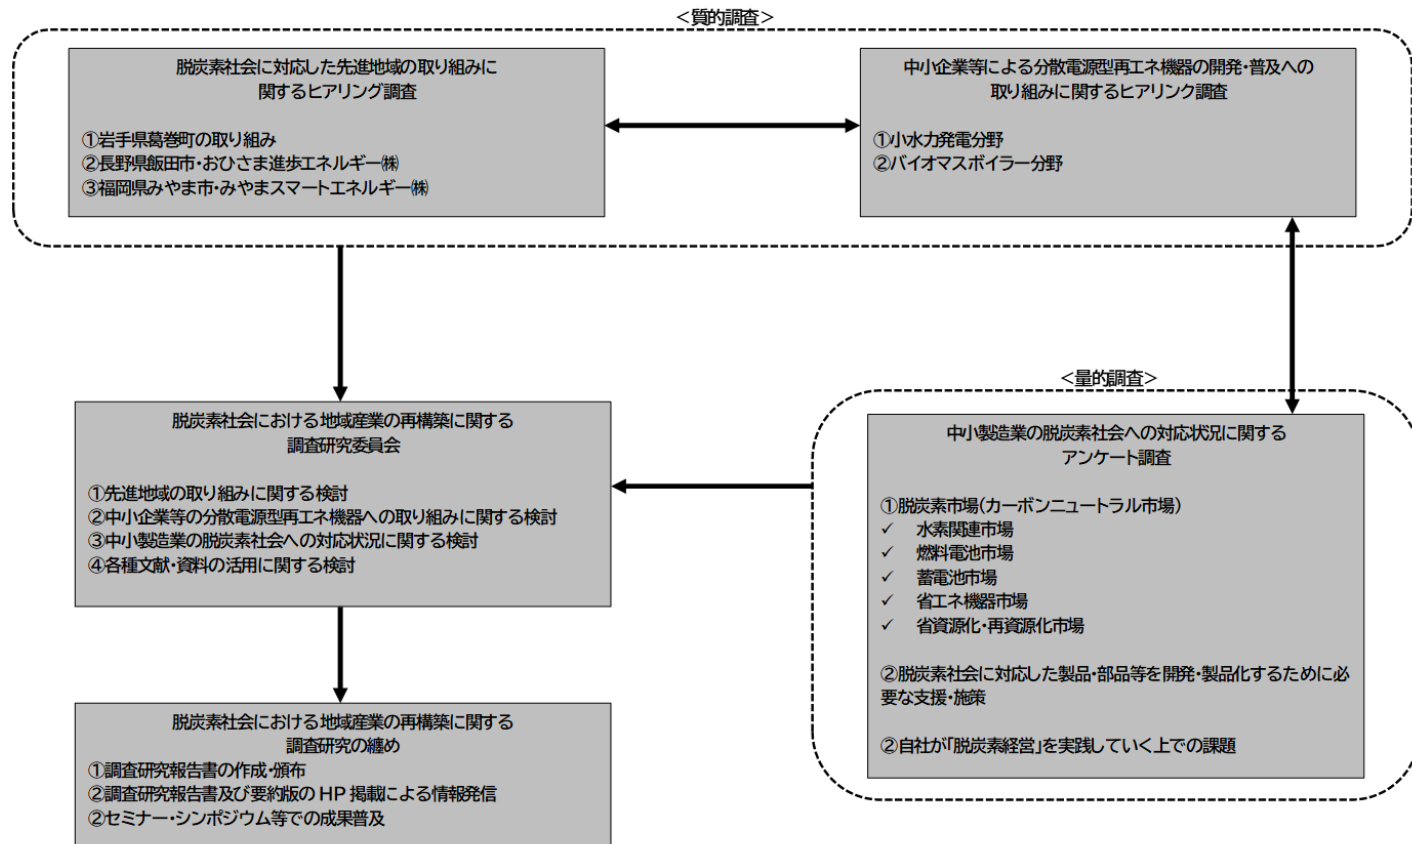 ＜質的調査＞
脱炭素社会に対応した先進地域の取り組みに
関するヒアリング調査
①岩手県葛巻町の取り組み
②長野県飯田市・おひさま進歩エネルギー㈱
③福岡県みやま市・みやまスマートエネルギー㈱
中小企業等による分散電源型再エネ機器の開発・普及への
取り組みに関するヒアリンク調査
①小水力発電分野
②バイオマスボイラー分野
脱炭素社会における地域産業の再構築に関する
調査研究委員会
①先進地域の取り組みに関する検討
②中小企業等の分散電源型再エネ機器への取り組みに関する検討
③中小製造業の脱炭素社会への対応状況に関する検討
④各種文献・資料の活用に関する検討
＜量的調査＞
中小製造業の脱炭素社会への対応状況に関する
アンケート調査
①脱炭素市場(カーボンニュートラル市場)
✓ 水素関連市場
✓ 燃料電池市場
✓ 蓄電池市場
✓ 省エネ機器市場
✓ 省資源化・再資源化市場
②脱炭素社会に対応した製品・部品等を開発・製品化するために必
要な支援・施策
②自社が「脱炭素経営」を実践していく上での課題
脱炭素社会における地域産業の再構築に関する
調査研究の纏め
①調査研究報告書の作成・頒布
②調査研究報告書及び要約版の HP 掲載による情報発信
②セミナー・シンポジウム等での成果普及